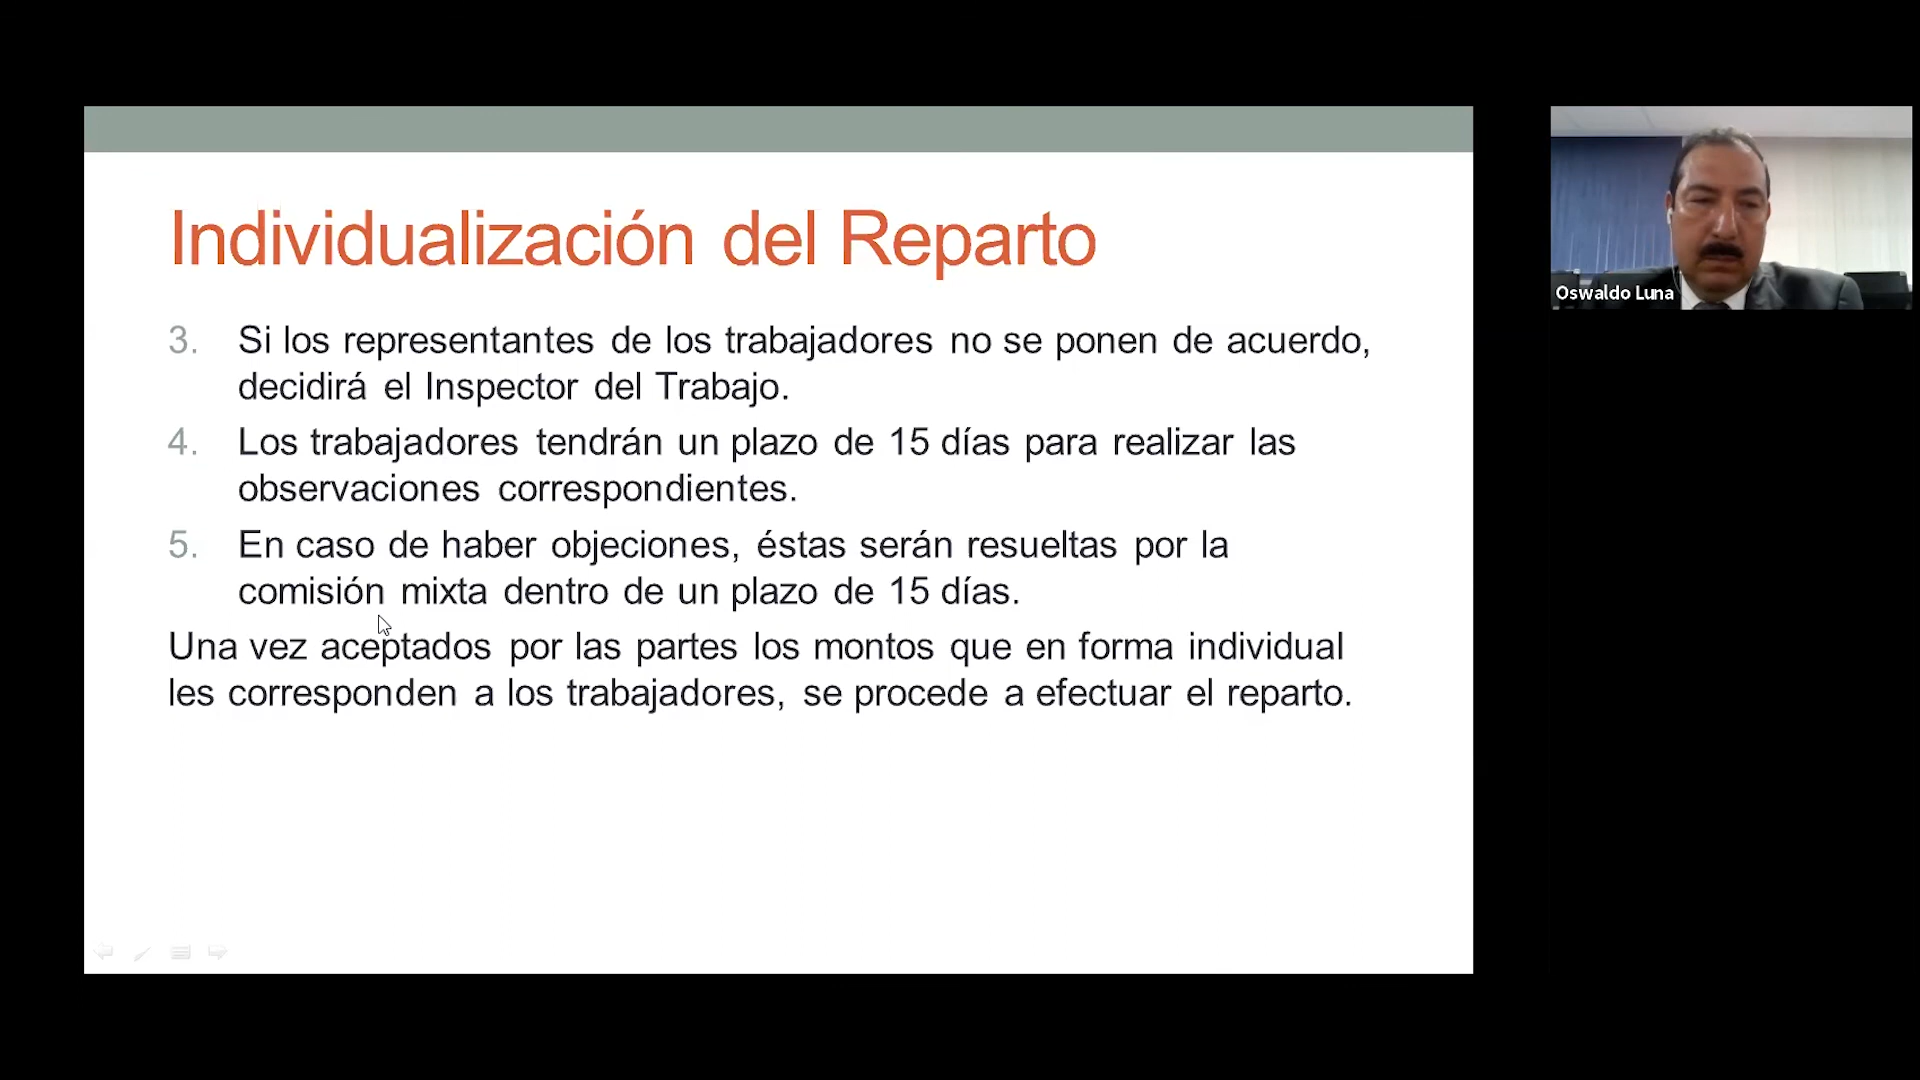 Individualización del Reparto
3. Si los representantes de los trabajadores no se ponen de acuerdo,
decidirá el Inspector del Trabajo.
4. Los trabajadores tendrán un plazo de 15 días para realizar las
observaciones correspondientes.
5. En caso de haber objeciones, éstas serán resueltas por la
comisión mixta dentro de un plazo de 15 días.
Una vez aceptados por las partes los montos que en forma individual
les corresponden a los trabajadores, se procede a efectuar el reparto.
Oswaldo Luna